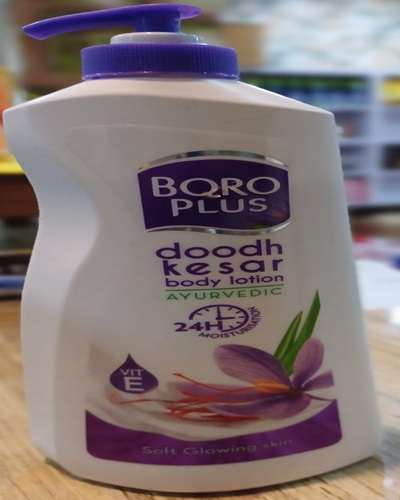 BORO
PLUS
doodh
kesar
body lotion
AYURVEDIC
24H
MOISTURISATION
VIT
E
Soft Glowing skin